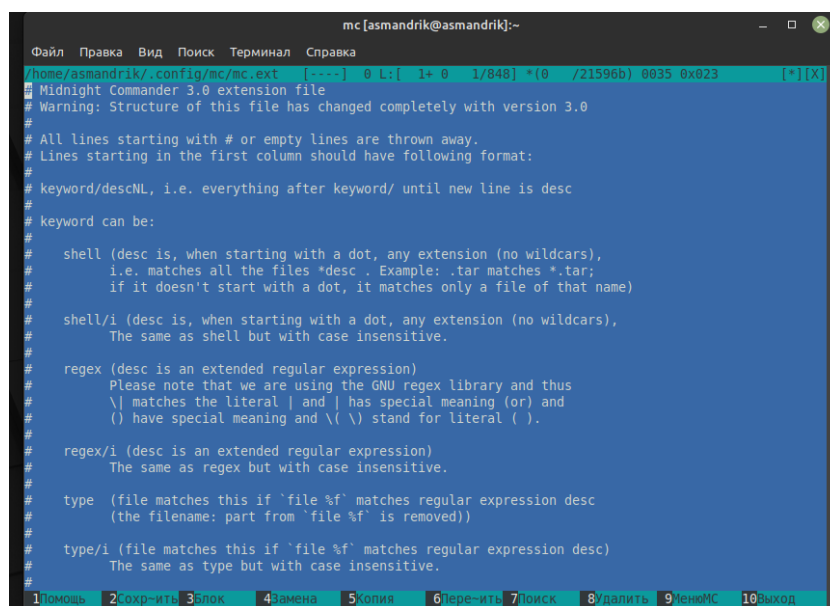 mc [asmandrik@asmandrik]:~
Файл Правка Вид Поиск Терминал Справка
/home/asmandrik/.config/mc/mc.ext [----] 0 L:[ 1+ 0 1/848] *(0 /21596b) 0035 0x023 [*][X]
# Midnight Commander 3.0 extension file
# Warning: Structure of this file has changed completely with version 3.0
#
# All lines starting with # or empty lines are thrown away.
# Lines starting in the first column should have following format:
#
# keyword/descNL, i.e. everything after keyword/ until new line is desc
#
# keyword can be:
#
# shell (desc is, when starting with a dot, any extension (no wildcars),
# i.e. matches all the files *desc . Example: .tar matches *.tar;
# if it doesn't start with a dot, it matches only a file of that name)
#
# shell/i (desc is, when starting with a dot, any extension (no wildcars),
# The same as shell but with case insensitive.
#
# regex (desc is an extended regular expression)
# Please note that we are using the GNU regex library and thus
# \| matches the literal | and | has special meaning (or) and
# () have special meaning and \( \) stand for literal ( ).
#
# regex/i (desc is an extended regular expression)
# The same as regex but with case insensitive.
#
# type (file matches this if `file %f` matches regular expression desc
# (the filename: part from `file %f` is removed))
#
# type/i (file matches this if `file %f` matches regular expression desc)
# The same as type but with case insensitive.
#
1Помощь 2Сохр~ить 3Блок 4Замена 5Копия 6Пере~ить 7Поиск 8Удалить 9МенюMC 10Выход